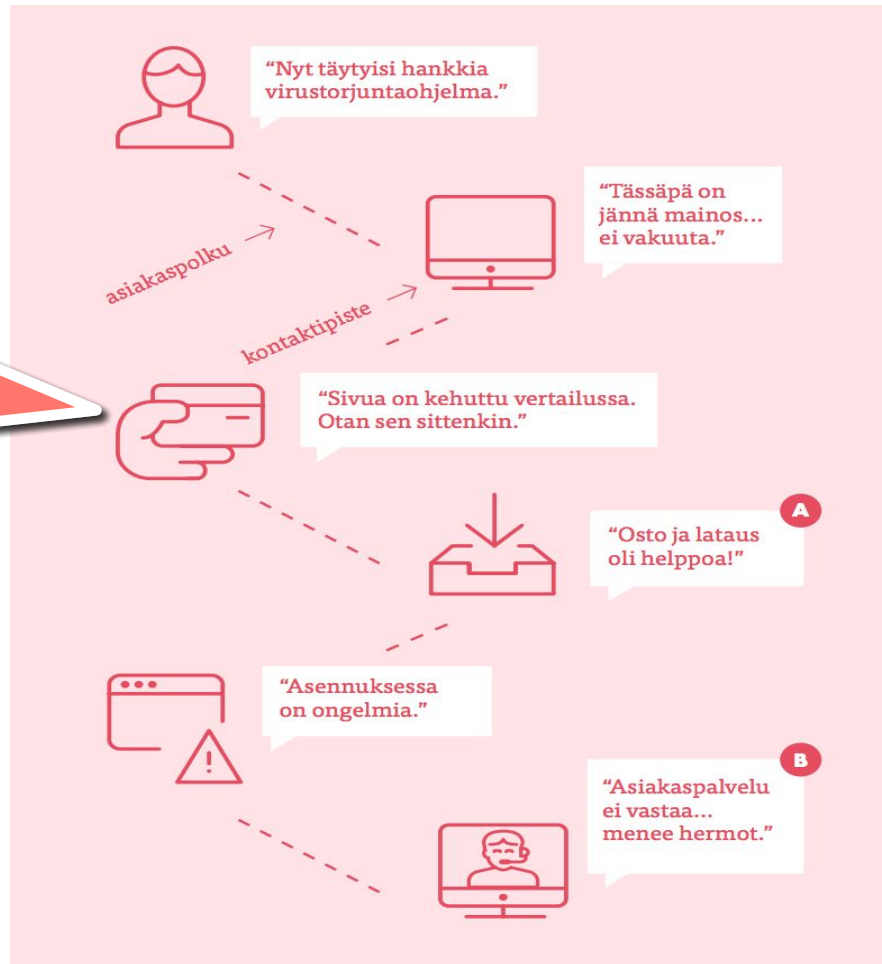 “Nyt täytyisi hankkia
virustorjuntaohjelma.”
“Tässäpä on
jännä mainos...
ei vakuuta.”
asiakaspolku
kontaktipiste
“Sivua on kehuttu vertailussa.
Otan sen sittenkin.”
A
“Osto ja lataus
oli helppoa!”
“Asennuksessa
on ongelmia.”
B
“Asiakaspalvelu
ei vastaa...
menee hermot.”